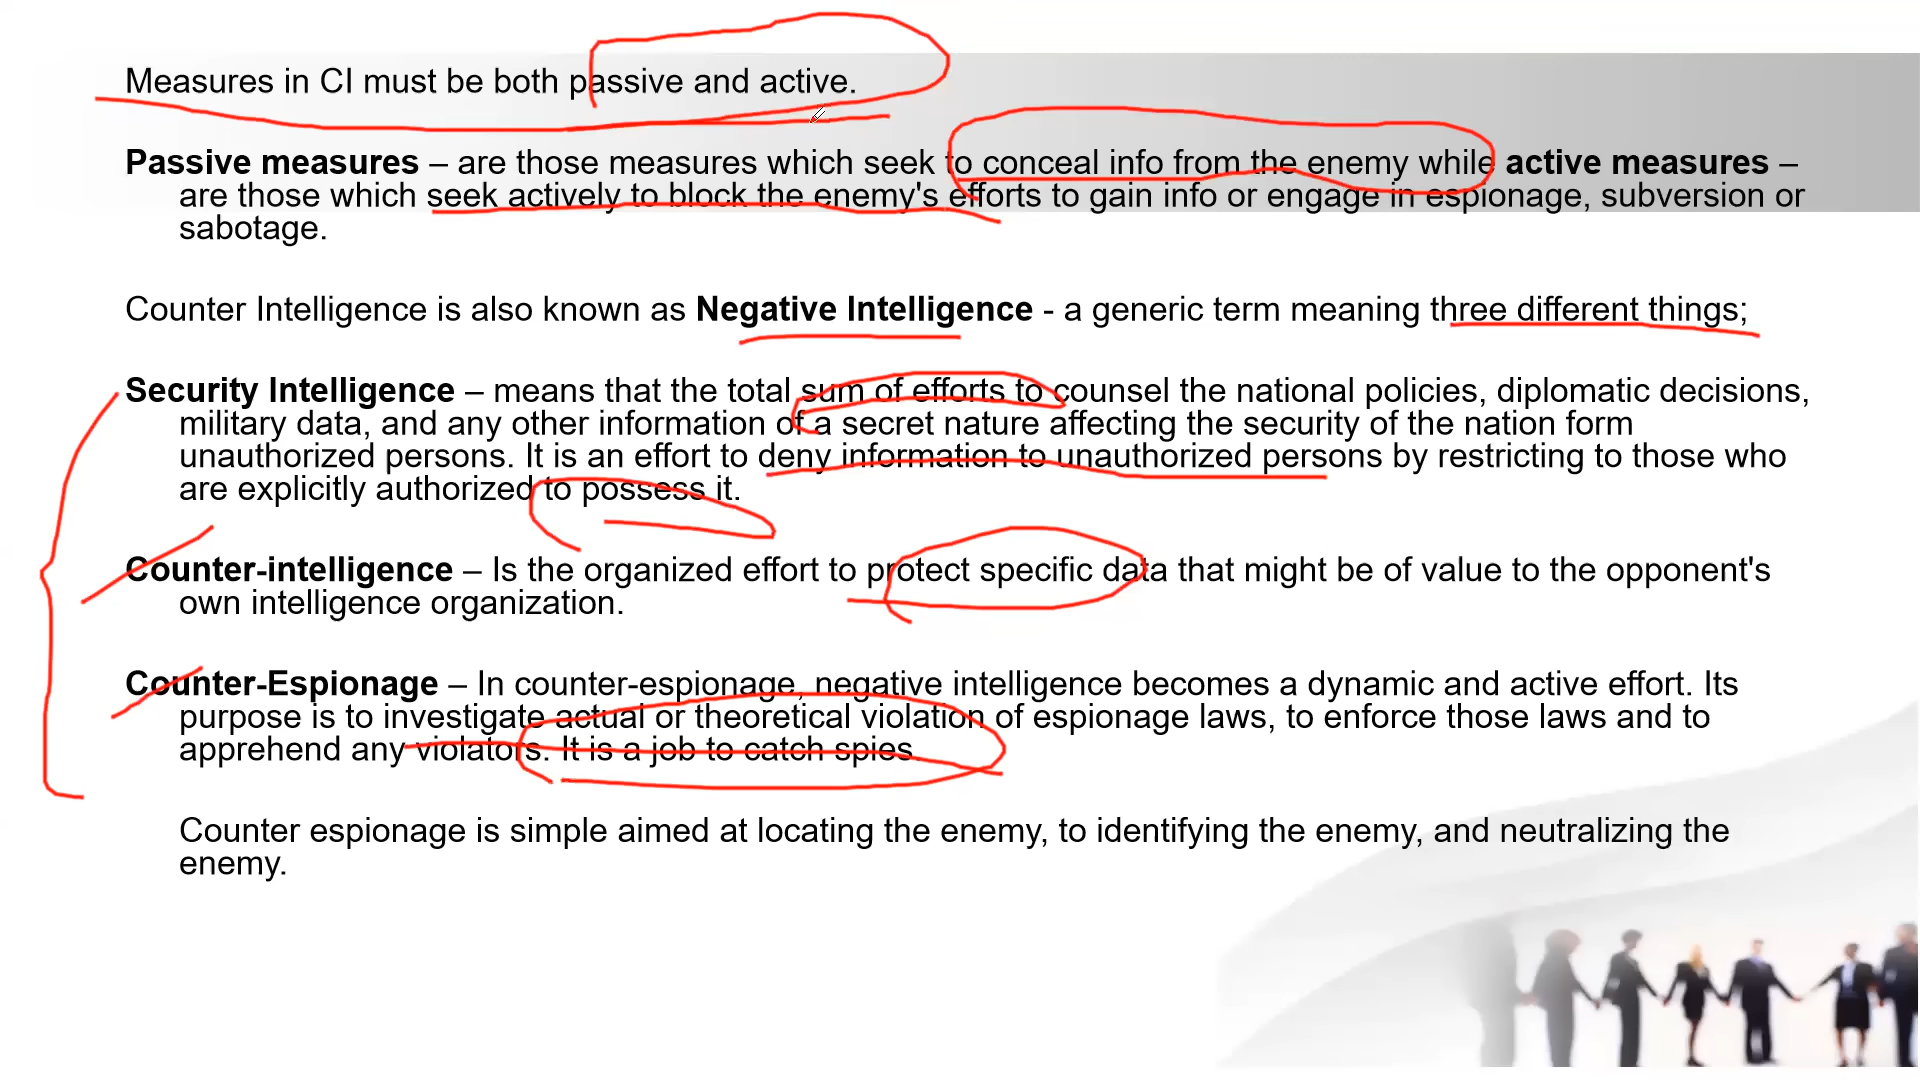 Measures in CI must be both passive and active.
Passive measures – are those measures which seek to conceal info from the enemy while active measures –
are those which seek actively to block the enemy's efforts to gain info or engage in espionage, subversion or
sabotage.
Counter Intelligence is also known as Negative Intelligence - a generic term meaning three different things;
Security Intelligence – means that the total sum of efforts to counsel the national policies, diplomatic decisions,
military data, and any other information of a secret nature affecting the security of the nation form
unauthorized persons. It is an effort to deny information to unauthorized persons by restricting to those who
are explicitly authorized to possess it.
Counter-intelligence – Is the organized effort to protect specific data that might be of value to the opponent's
own intelligence organization.
Counter-Espionage – In counter-espionage, negative intelligence becomes a dynamic and active effort. Its
purpose is to investigate actual or theoretical violation of espionage laws, to enforce those laws and to
apprehend any violators. It is a job to catch spies.
Counter espionage is simple aimed at locating the enemy, to identifying the enemy, and neutralizing the
enemy.